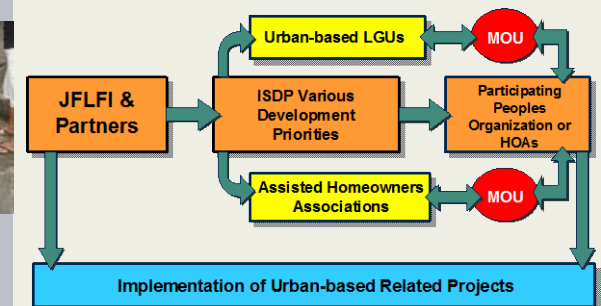 Urban-based LGUs
MOU
JFLFI &
Partners
ISDP Various
Development
Priorities
Participating
Peoples
Organization or
HOAs
Assisted Homeowners
Associations
MOU
Implementation of Urban-based Related Projects